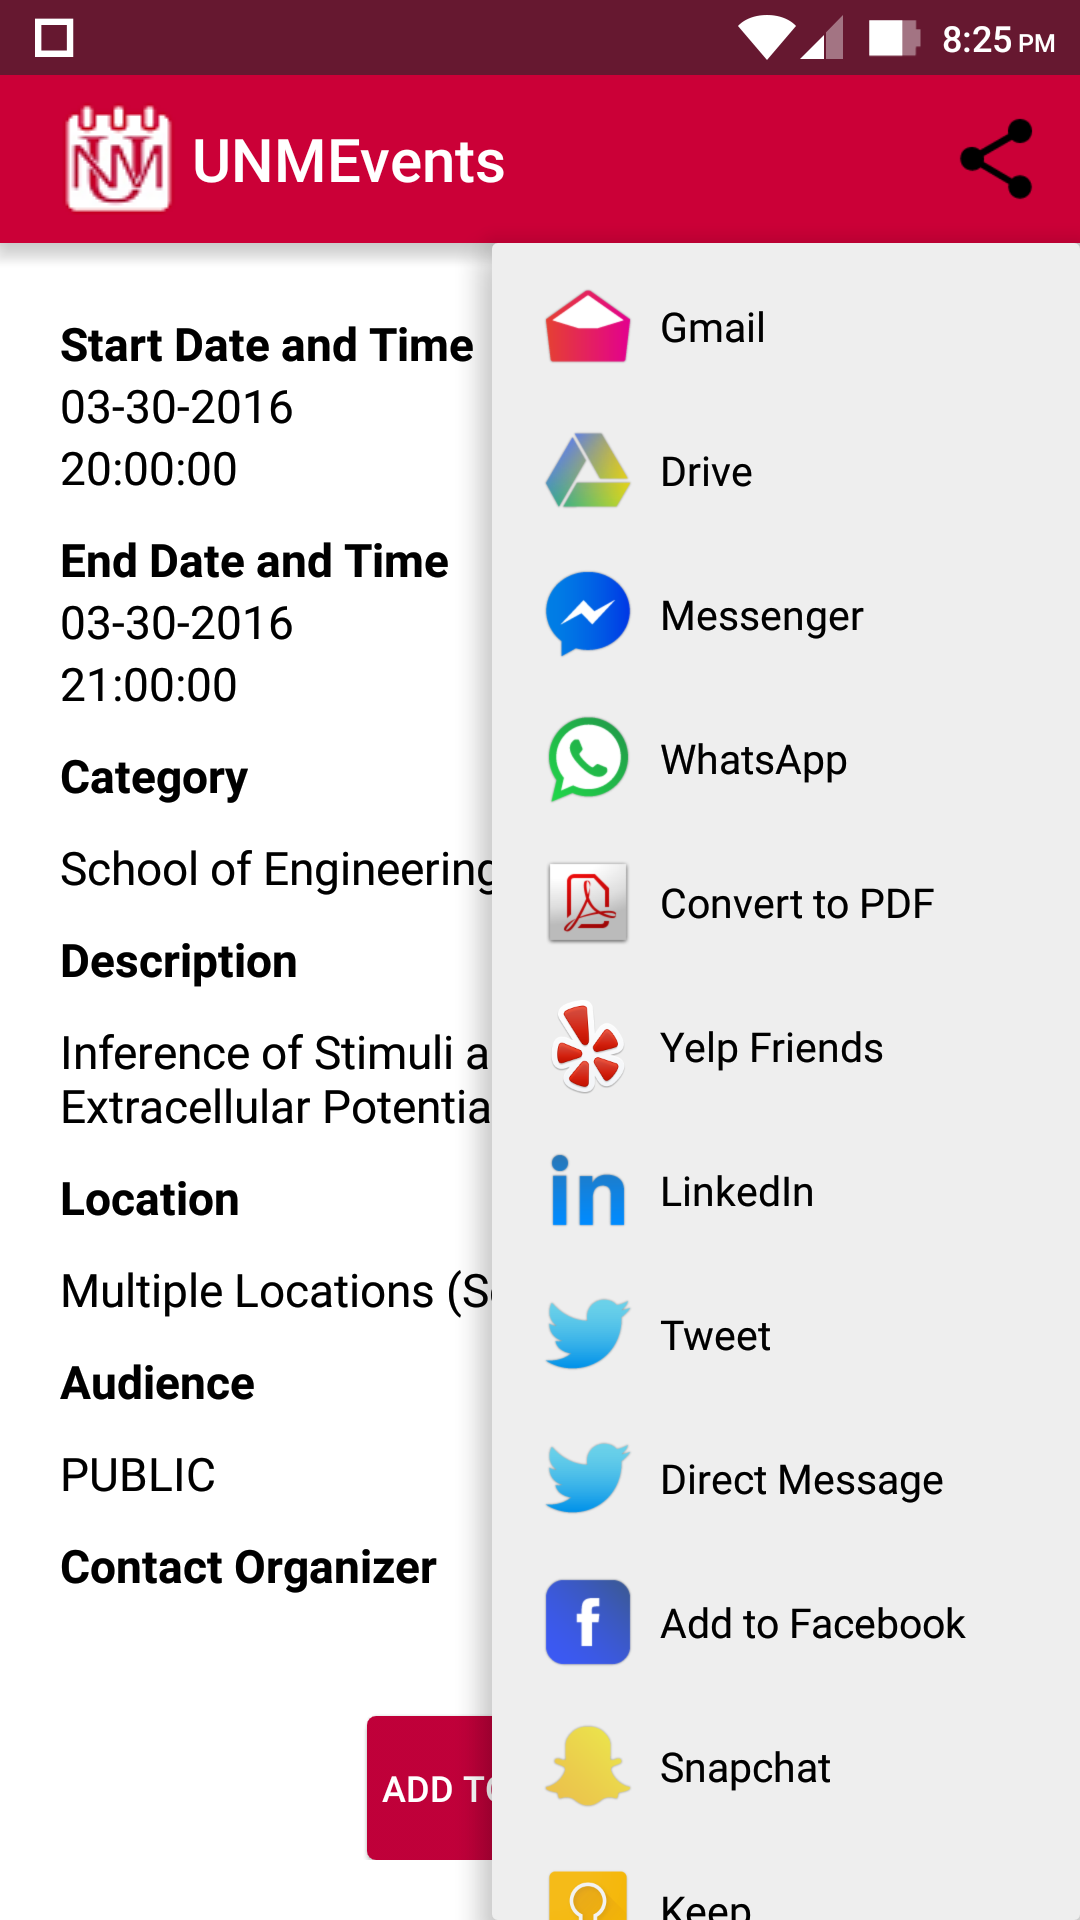 8:25 PM
UNM
UNMEvents
Start Date and Time
03-30-2016
20:00:00
End Date and Time
03-30-2016
21:00:00
Category
School of Engineering
Description
Inference of Stimuli a
Extracellular Potentia
Location
Multiple Locations (S
Audience
PUBLIC
Contact Organizer
ADD TO
Gmail
Drive
Messenger
WhatsApp
Convert to PDF
Yelp Friends
in
LinkedIn
Tweet
Direct Message
f
Add to Facebook
Snapchat
Keep